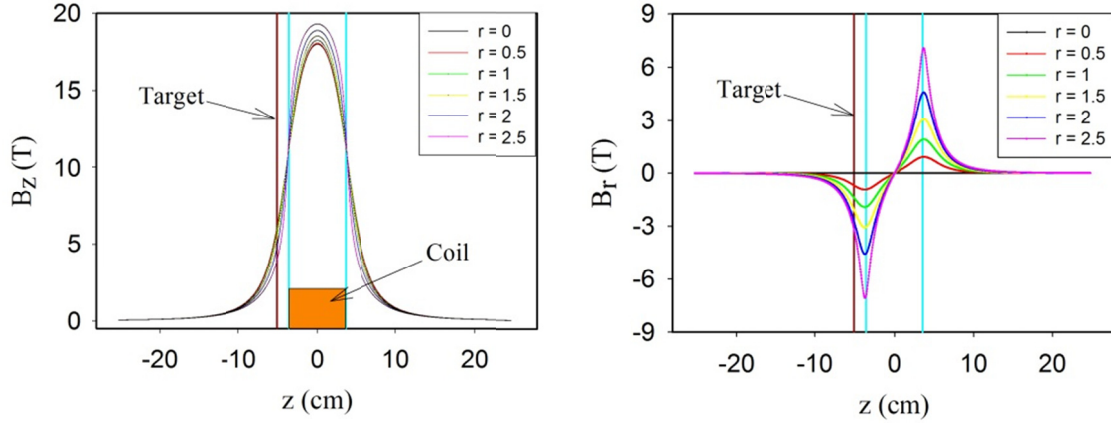 20
15
10
5
0
-20
-10
0
10
20
B_z (T)
z (cm)
Target
Coil
r = 0
r = 0.5
r = 1
r = 1.5
r = 2
r = 2.5
9
6
3
0
-3
-6
-9
-20
-10
0
10
20
B_r (T)
z (cm)
Target
r = 0
r = 0.5
r = 1
r = 1.5
r = 2
r = 2.5